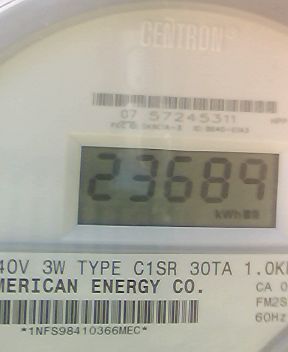 CENTRON®
07 57245311
23689
kWh
40V 3W TYPE C1SR 30TA 1.0K
MERICAN ENERGY CO.
CA 0
FM2S
60Hz
*1NFS98410366MEC*